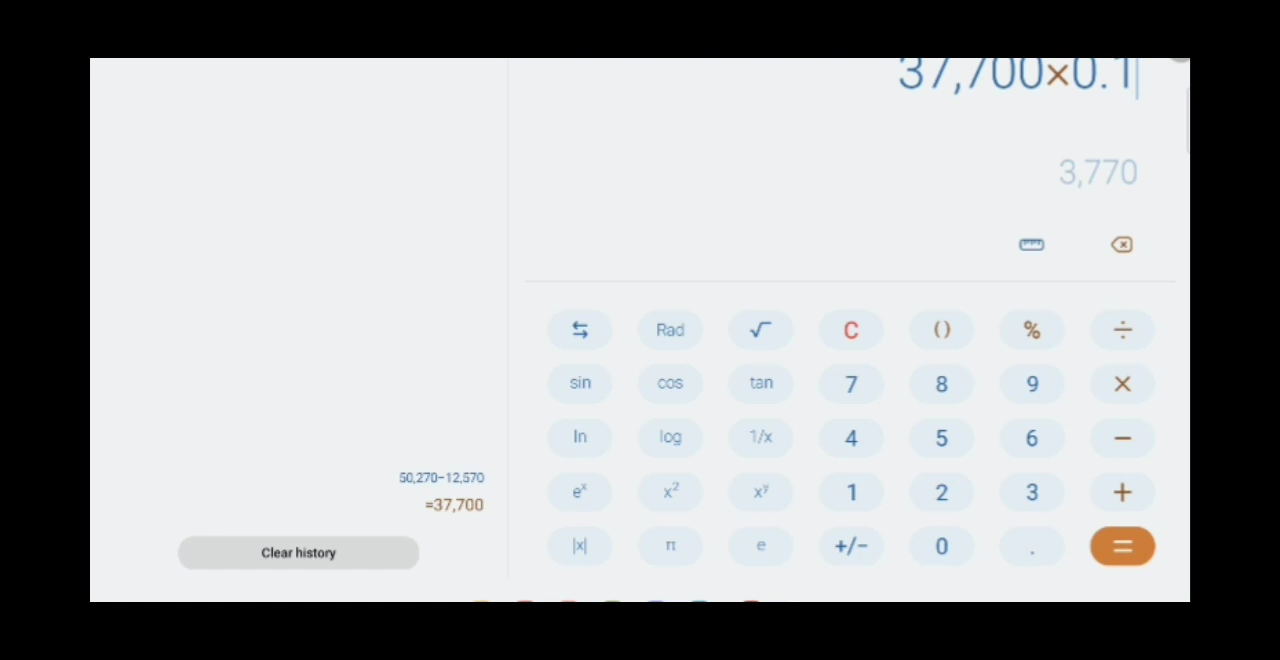 37,700×0.1
3,770
Rad √ C () % ÷
sin cos tan 7 8 9 ×
ln log 1/x 4 5 6 −
eˣ x² xʸ 1 2 3 +
|x| π e +/− 0 . =
50,270−12,570
=37,700
Clear history